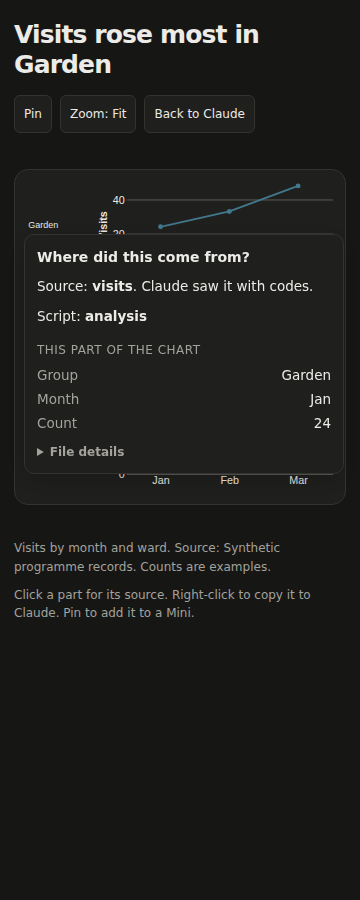 Visits rose most in
Garden
Pin
Zoom: Fit
Back to Claude
40
Garden
Visits
20
Where did this come from?
Source: visits. Claude saw it with codes.
Script: analysis
THIS PART OF THE CHART
Group Garden
Month Jan
Count 24
File details
0
Jan Feb Mar
Visits by month and ward. Source: Synthetic
programme records. Counts are examples.
Click a part for its source. Right-click to copy it to
Claude. Pin to add it to a Mini.